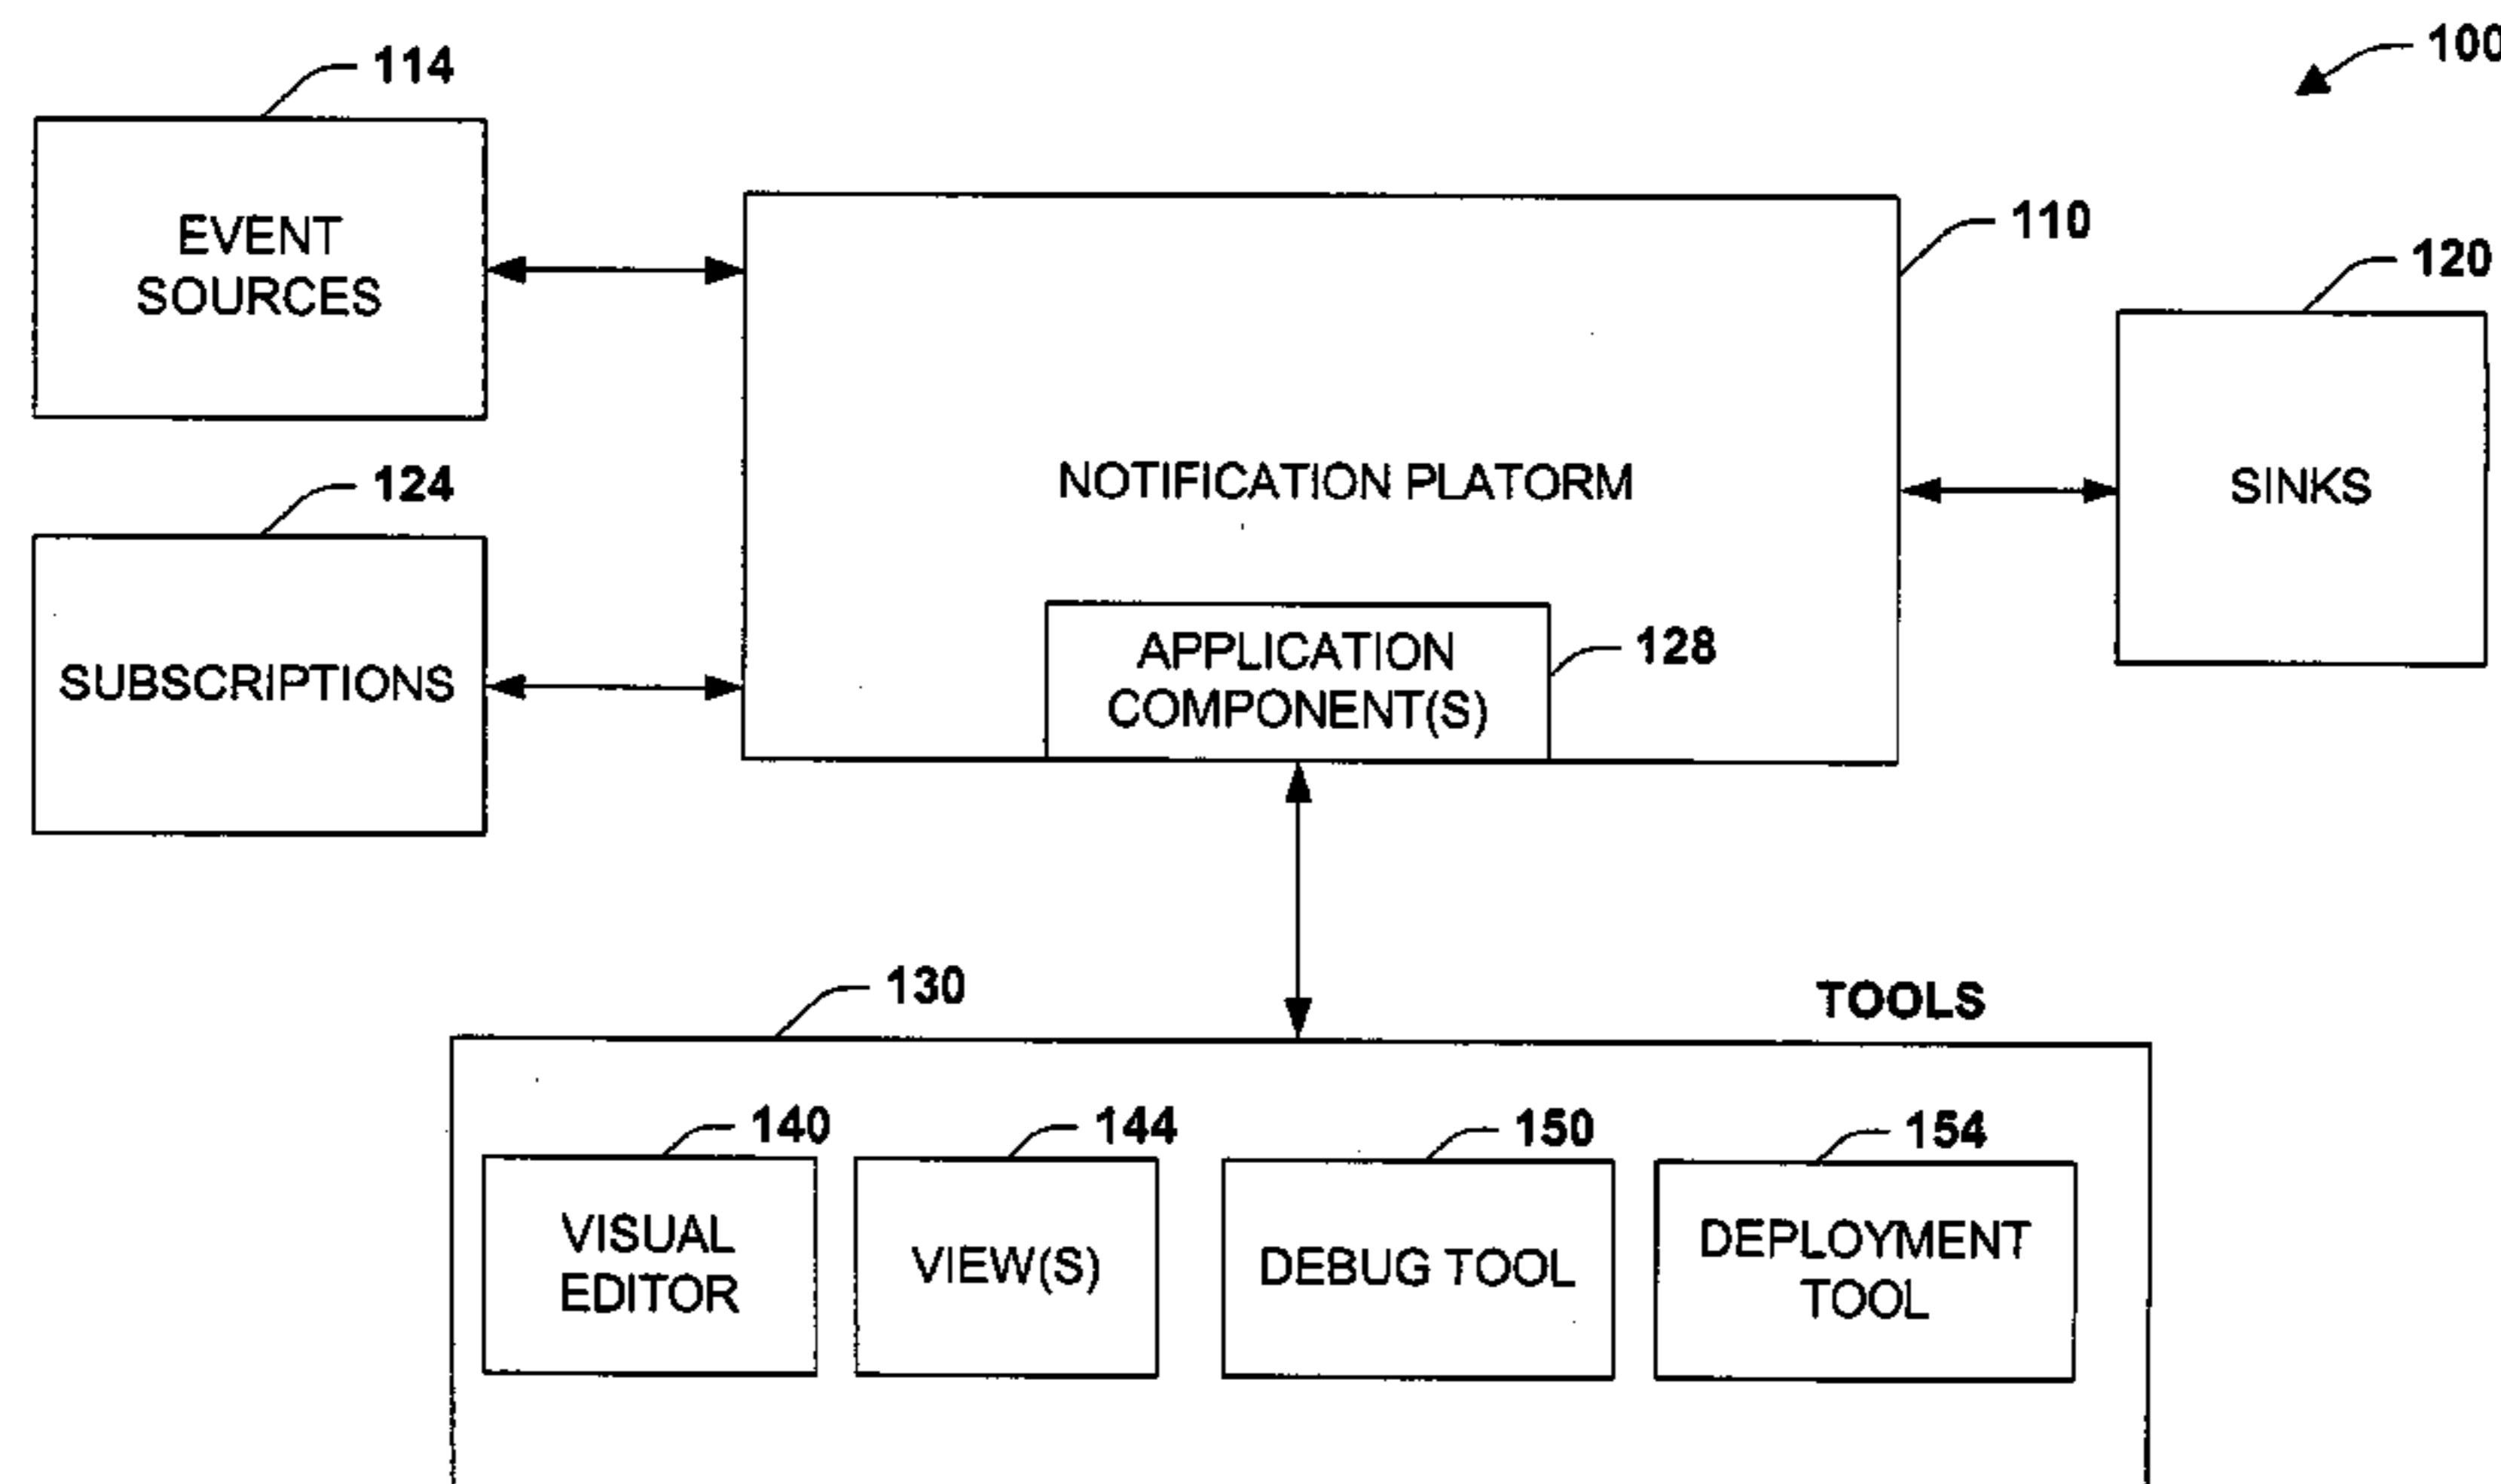 100
114
EVENT
SOURCES
110
120
NOTIFICATION PLATORM
SINKS
124
SUBSCRIPTIONS
APPLICATION
COMPONENT(S)
128
130
TOOLS
140
VISUAL
EDITOR
144
VIEW(S)
150
DEBUG TOOL
154
DEPLOYMENT
TOOL